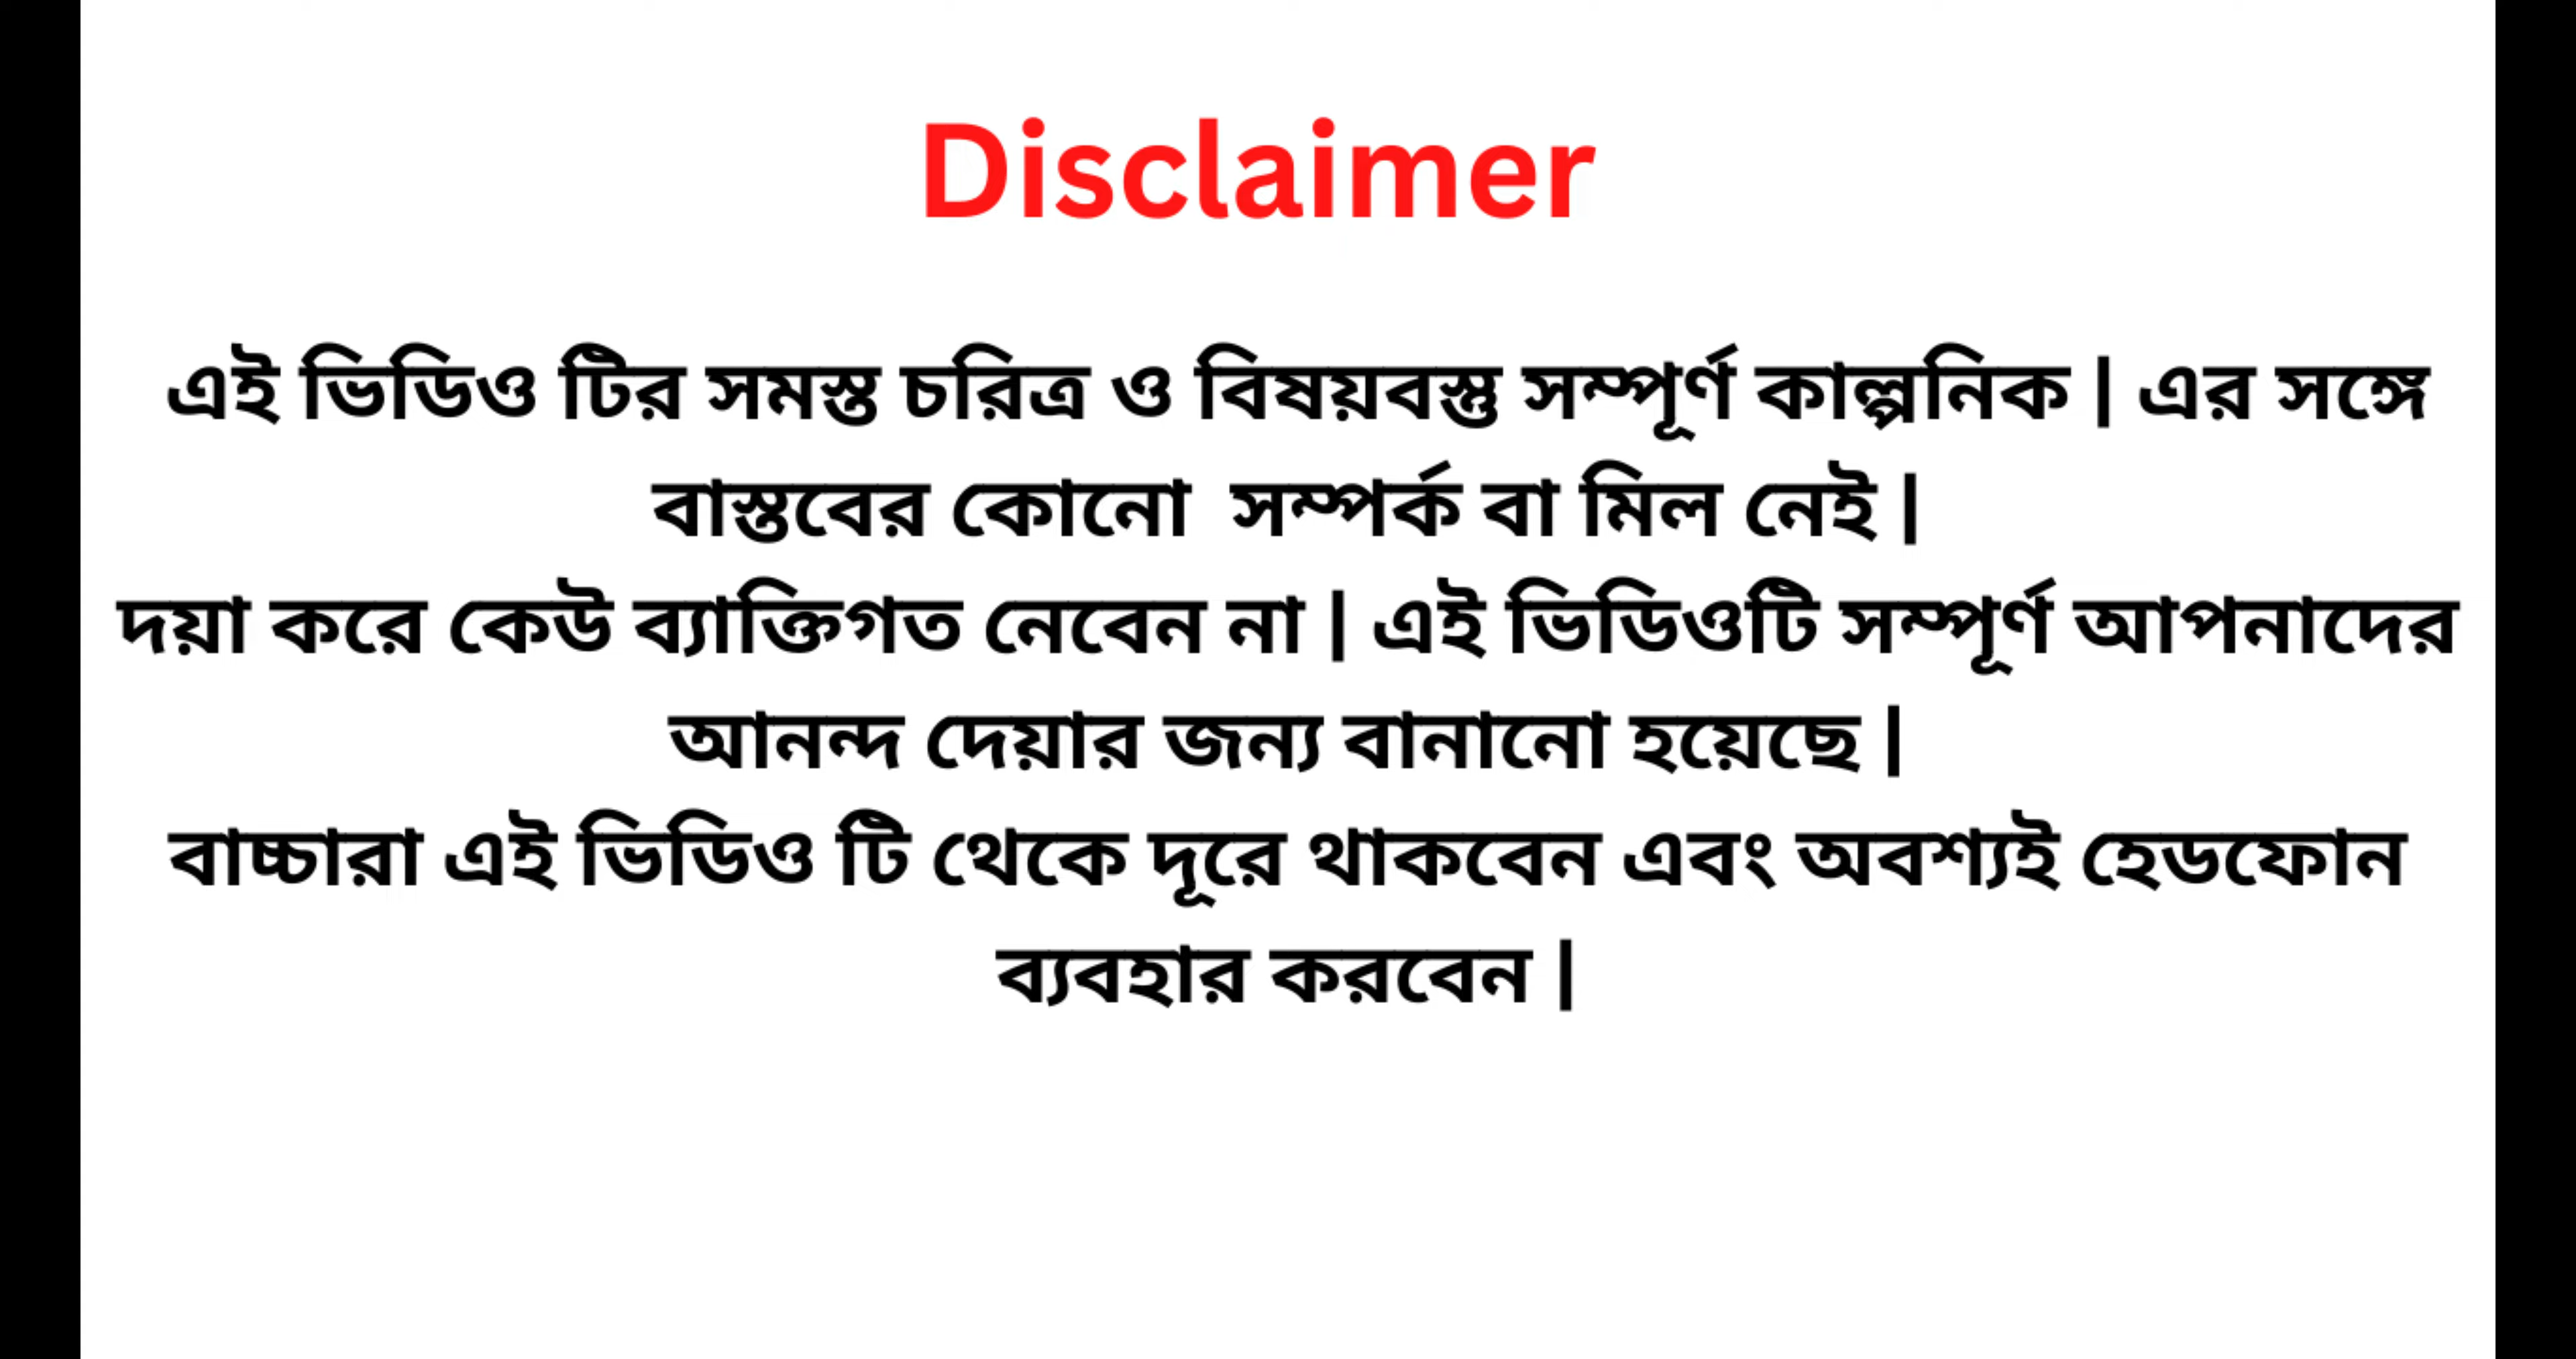 Disclaimer
এই ভিডিও টির সমস্ত চরিত্র ও বিষয়বস্তু সম্পূর্ণ কাল্পনিক | এর সঙ্গে
বাস্তবের কোনো সম্পর্ক বা মিল নেই |
দয়া করে কেউ ব্যাক্তিগত নেবেন না | এই ভিডিওটি সম্পূর্ণ আপনাদের
আনন্দ দেয়ার জন্য বানানো হয়েছে |
বাচ্চারা এই ভিডিও টি থেকে দূরে থাকবেন এবং অবশ্যই হেডফোন
ব্যবহার করবেন |